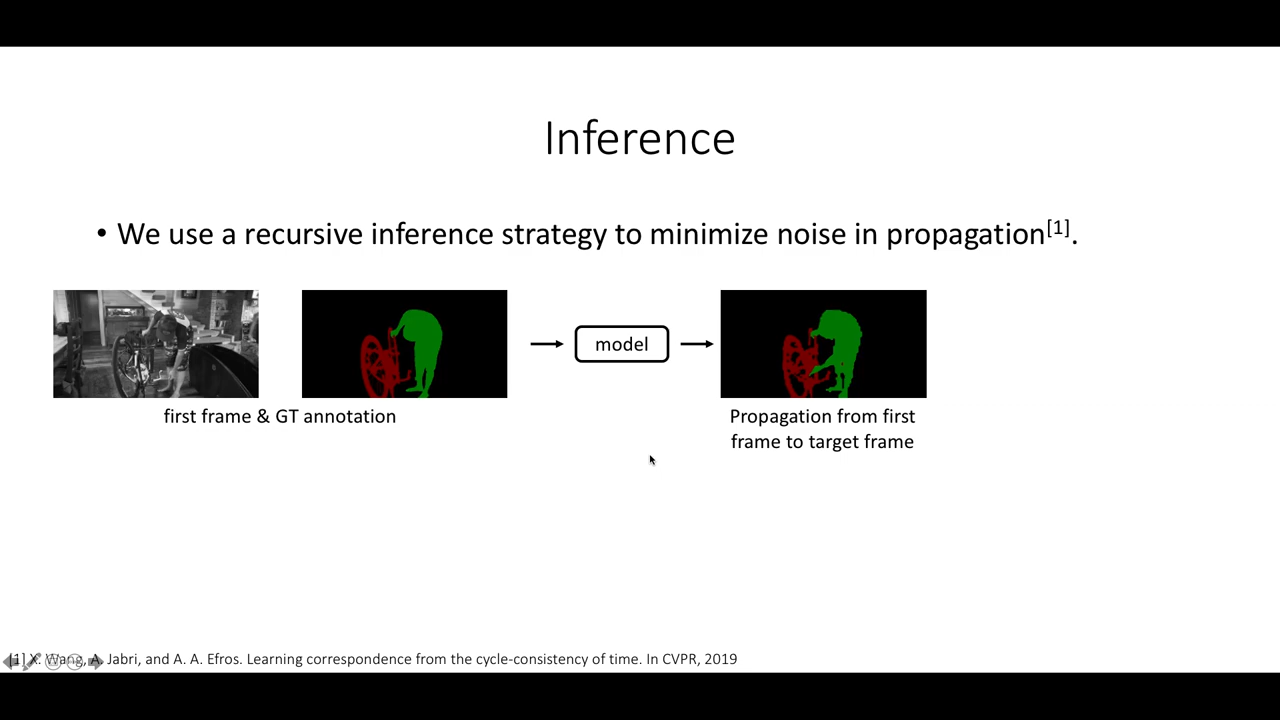 Inference
• We use a recursive inference strategy to minimize noise in propagation[1].
model
first frame & GT annotation
Propagation from first
frame to target frame
[1] X. Wang, A. Jabri, and A. A. Efros. Learning correspondence from the cycle-consistency of time. In CVPR, 2019